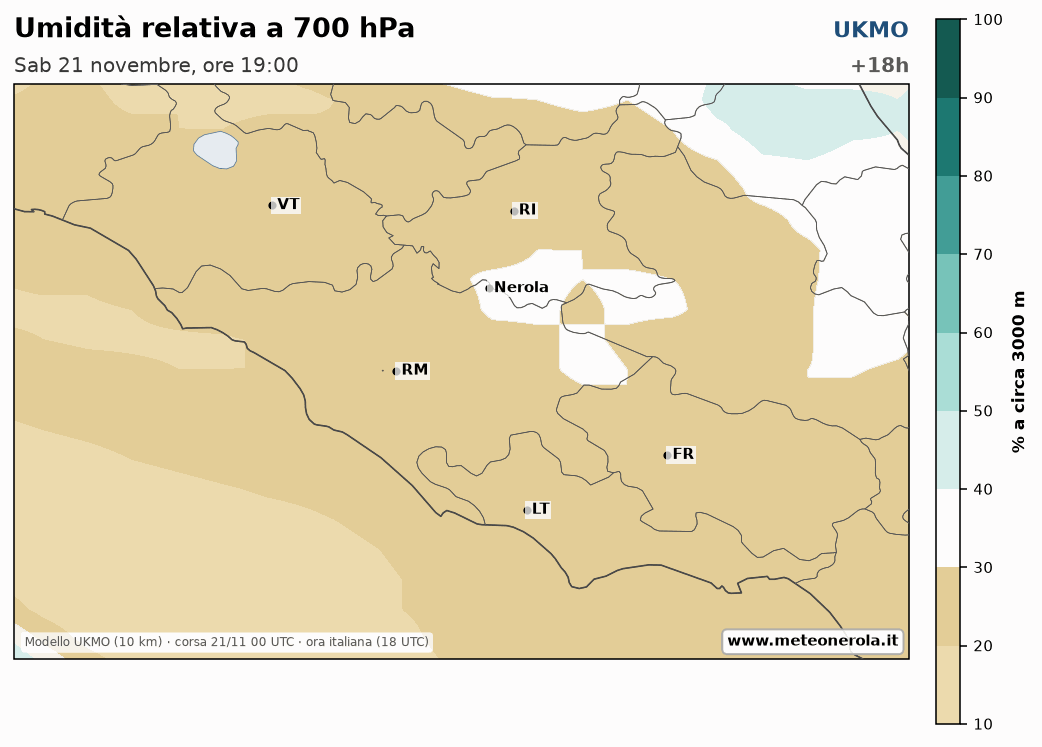 Umidità relativa a 700 hPa
UKMO
Sab 21 novembre, ore 19:00
+18h
VT
RI
Nerola
RM
FR
LT
Modello UKMO (10 km) · corsa 21/11 00 UTC · ora italiana (18 UTC)
www.meteonerola.it
100
90
80
70
60
50
40
30
20
10
% a circa 3000 m